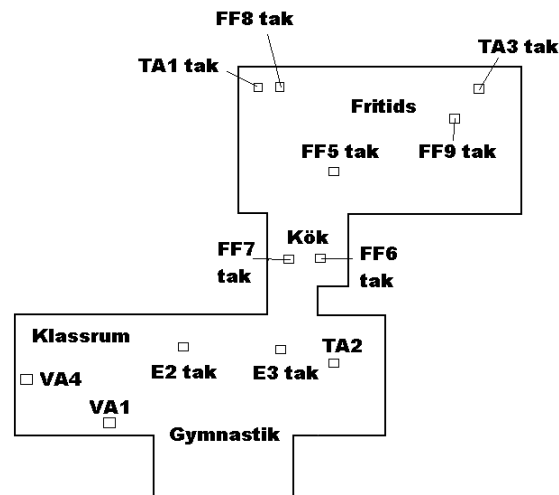 FF8 tak
TA1 tak
TA3 tak
Fritids
FF5 tak
FF9 tak
Kök
FF7
tak
FF6
tak
Klassrum
E2 tak
E3 tak
TA2
VA4
VA1
Gymnastik